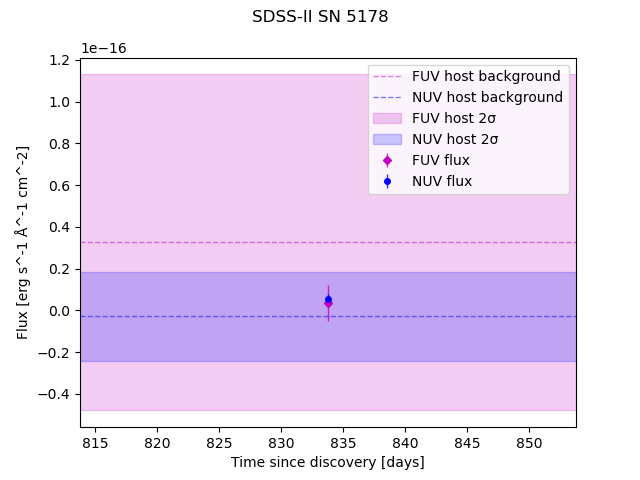 SDSS-II SN 5178
1e−16
1.2
1.0
0.8
0.6
0.4
0.2
0.0
−0.2
−0.4
Flux [erg s^-1 Å^-1 cm^-2]
FUV host background
NUV host background
FUV host 2σ
NUV host 2σ
FUV flux
NUV flux
815 820 825 830 835 840 845 850
Time since discovery [days]